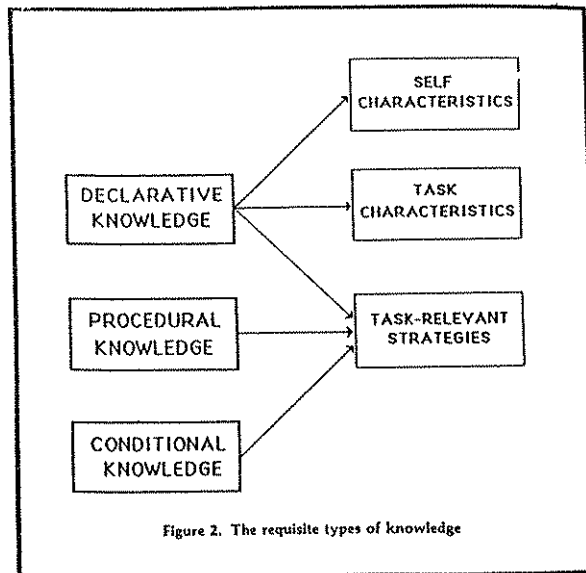 SELF
CHARACTERISTICS
DECLARATIVE
KNOWLEDGE
TASK
CHARACTERISTICS
PROCEDURAL
KNOWLEDGE
TASK-RELEVANT
STRATEGIES
CONDITIONAL
KNOWLEDGE
Figure 2. The requisite types of knowledge